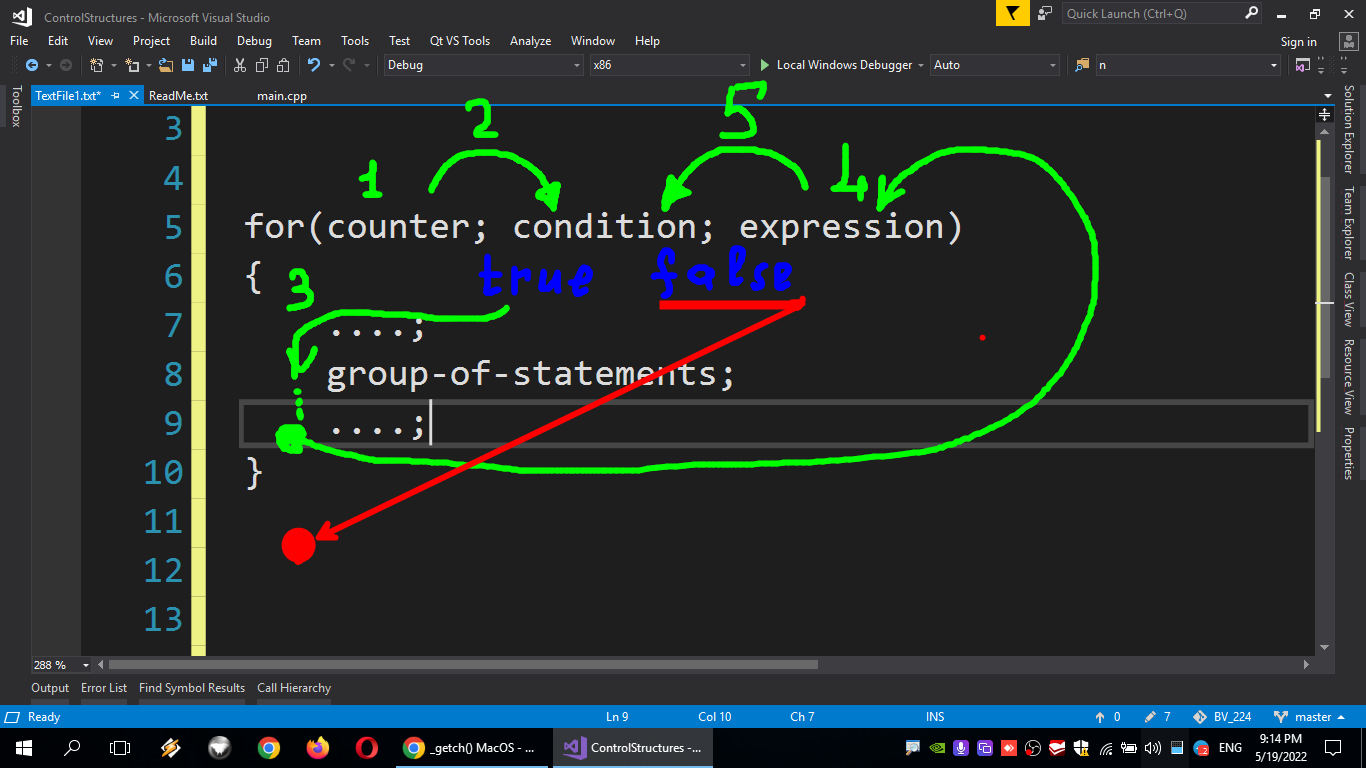 ControlStructures - Microsoft Visual Studio
Quick Launch (Ctrl+Q)
File Edit View Project Build Debug Team Tools Test Qt VS Tools Analyze Window Help
Sign in
Debug x86 Local Windows Debugger Auto n
Toolbox
TextFile1.txt* ReadMe.txt main.cpp
Solution Explorer
Team Explorer
Class View
Resource View
Properties
3
2 5
4
1 4
5 for(counter; condition; expression)
6 {
3 true false
7 ....;
8 group-of-statements;
9 ....;
10 }
11
12
13
288 %
Output Error List Find Symbol Results Call Hierarchy
Ready Ln 9 Col 10 Ch 7 INS 0 7 BV_224 master
_getch() MacOS - ... ControlStructures -... ENG 9:14 PM
5/19/2022